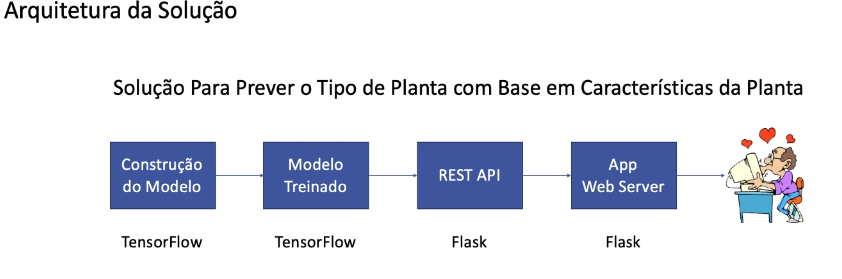 Arquitetura da Solução
Solução Para Prever o Tipo de Planta com Base em Características da Planta
Construção
do Modelo
Modelo
Treinado
REST API
App
Web Server
TensorFlow
TensorFlow
Flask
Flask